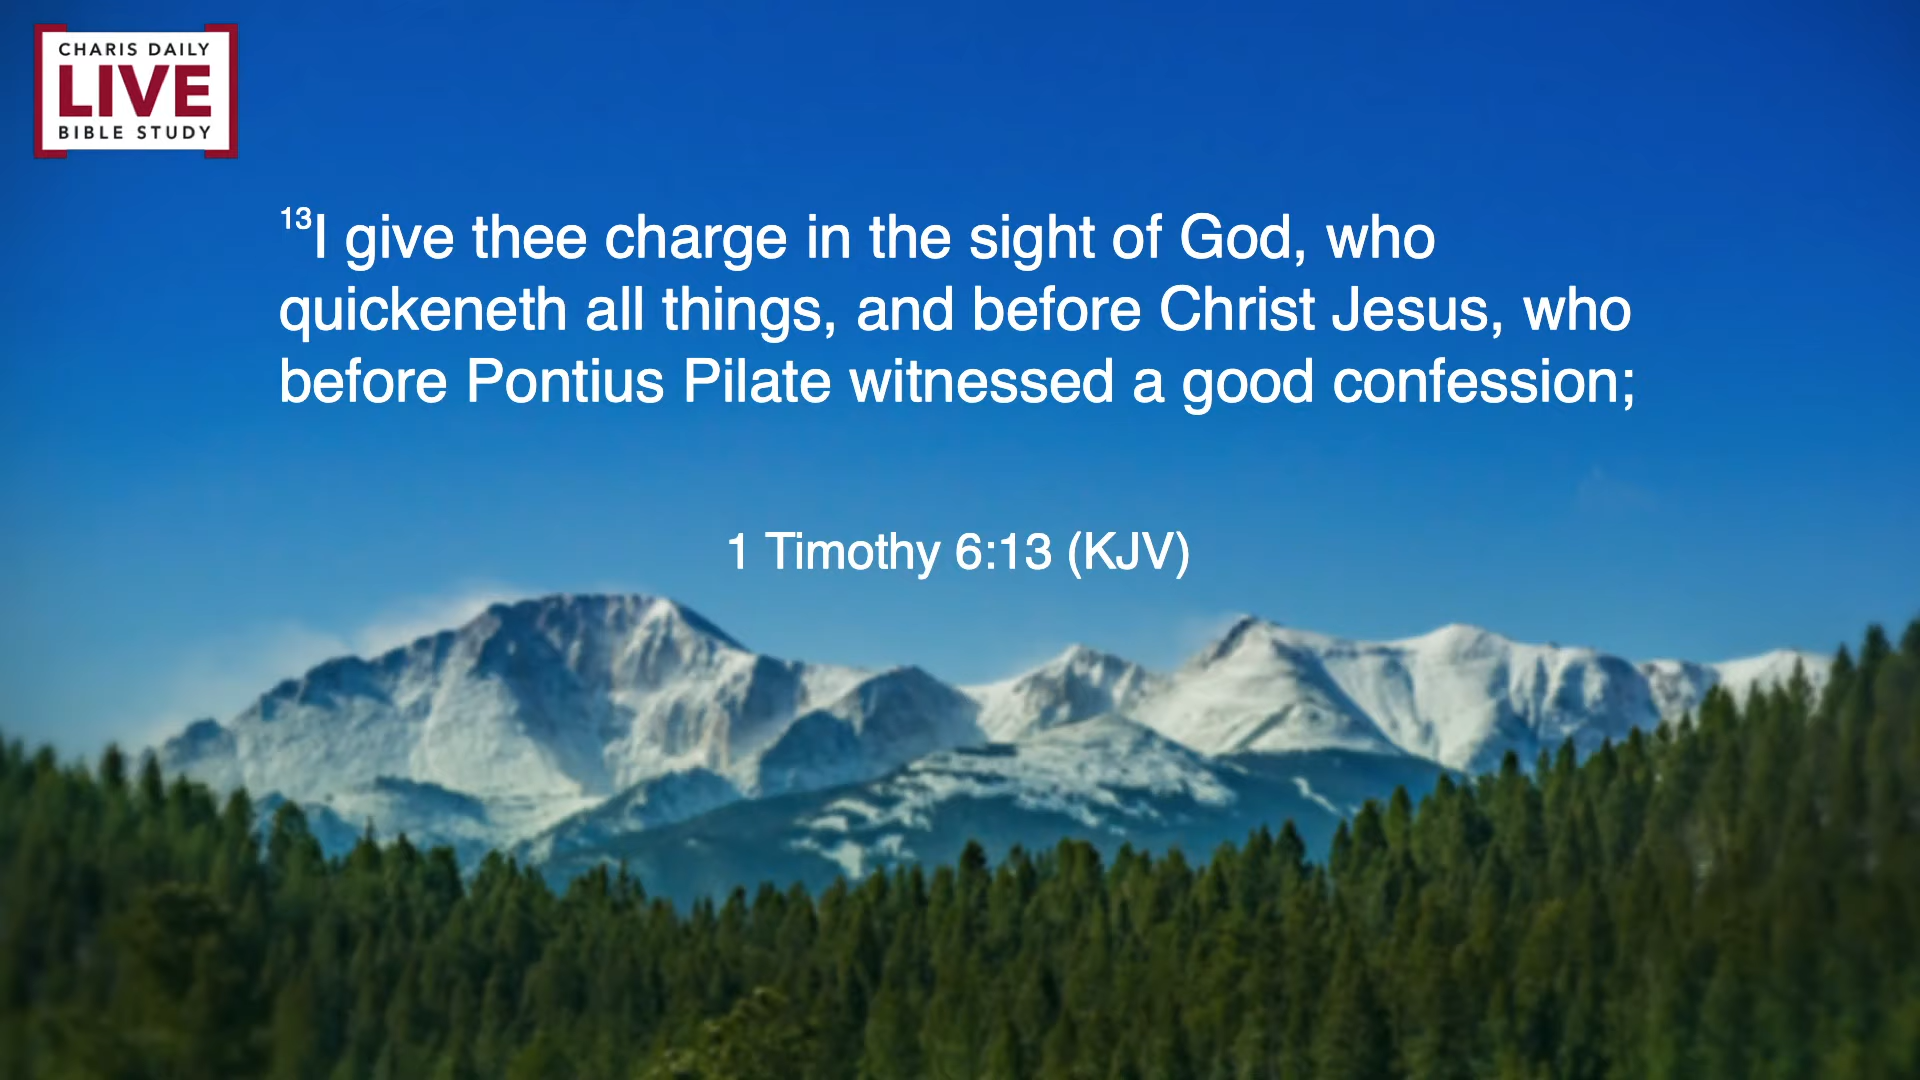 CHARIS DAILY
LIVE
BIBLE STUDY
13I give thee charge in the sight of God, who
quickeneth all things, and before Christ Jesus, who
before Pontius Pilate witnessed a good confession;
1 Timothy 6:13 (KJV)